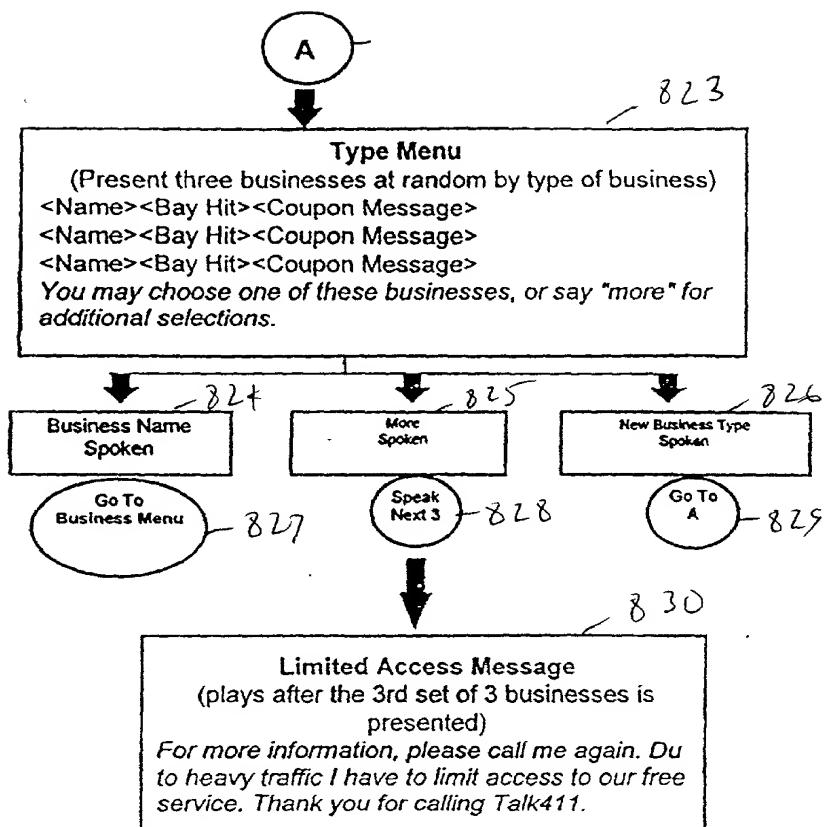 A
823
Type Menu
(Present three businesses at random by type of business)
<Name><Bay Hit><Coupon Message>
<Name><Bay Hit><Coupon Message>
<Name><Bay Hit><Coupon Message>
You may choose one of these businesses, or say "more" for
additional selections.
824
825
826
Business Name
Spoken
More
Spoken
New Business Type
Spoken
Go To
Business Menu
827
Speak
Next 3
828
Go To
A
829
830
Limited Access Message
(plays after the 3rd set of 3 businesses is
presented)
For more information, please call me again. Du
to heavy traffic I have to limit access to our free
service. Thank you for calling Talk411.